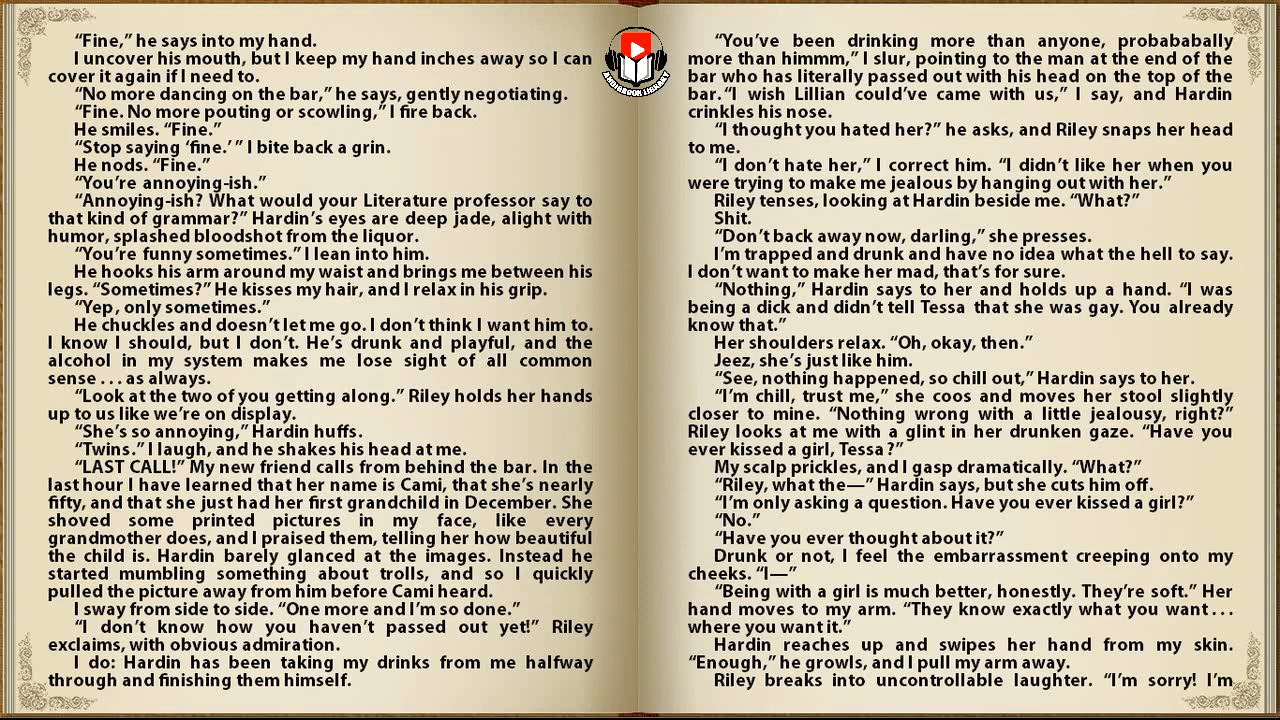 “Fine,” he says into my hand.
I uncover his mouth, but I keep my hand inches away so I can
cover it again if I need to.
“No more dancing on the bar,” he says, gently negotiating.
“Fine. No more pouting or scowling,” I fire back.
He smiles. “Fine.”
“Stop saying ‘fine.’ ” I bite back a grin.
He nods. “Fine.”
“You’re annoying-ish.”
“Annoying-ish? What would your Literature professor say to
that kind of grammar?” Hardin’s eyes are deep jade, alight with
humor, splashed bloodshot from the liquor.
“You’re funny sometimes.” I lean into him.
He hooks his arm around my waist and brings me between his
legs. “Sometimes?” He kisses my hair, and I relax in his grip.
“Yep, only sometimes.”
He chuckles and doesn’t let me go. I don’t think I want him to.
I know I should, but I don’t. He’s drunk and playful, and the
alcohol in my system makes me lose sight of all common
sense . . . as always.
“Look at the two of you getting along.” Riley holds her hands
up to us like we’re on display.
“She’s so annoying,” Hardin huffs.
“Twins.” I laugh, and he shakes his head at me.
“LAST CALL!” My new friend calls from behind the bar. In the
last hour I have learned that her name is Cami, that she’s nearly
fifty, and that she just had her first grandchild in December. She
shoved some printed pictures in my face, like every
grandmother does, and I praised them, telling her how beautiful
the child is. Hardin barely glanced at the images. Instead he
started mumbling something about trolls, and so I quickly
pulled the picture away from him before Cami heard.
I sway from side to side. “One more and I’m so done.”
“I don’t know how you haven’t passed out yet!” Riley
exclaims, with obvious admiration.
I do: Hardin has been taking my drinks from me halfway
through and finishing them himself.
AUDIOBOOK LIBRARY
“You’ve been drinking more than anyone, probababally
more than himmm,” I slur, pointing to the man at the end of the
bar who has literally passed out with his head on the top of the
bar. “I wish Lillian could’ve came with us,” I say, and Hardin
crinkles his nose.
“I thought you hated her?” he asks, and Riley snaps her head
to me.
“I don’t hate her,” I correct him. “I didn’t like her when you
were trying to make me jealous by hanging out with her.”
Riley tenses, looking at Hardin beside me. “What?”
Shit.
“Don’t back away now, darling,” she presses.
I’m trapped and drunk and have no idea what the hell to say.
I don’t want to make her mad, that’s for sure.
“Nothing,” Hardin says to her and holds up a hand. “I was
being a dick and didn’t tell Tessa that she was gay. You already
know that.”
Her shoulders relax. “Oh, okay, then.”
Jeez, she’s just like him.
“See, nothing happened, so chill out,” Hardin says to her.
“I’m chill, trust me,” she coos and moves her stool slightly
closer to mine. “Nothing wrong with a little jealousy, right?”
Riley looks at me with a glint in her drunken gaze. “Have you
ever kissed a girl, Tessa ?”
My scalp prickles, and I gasp dramatically. “What?”
“Riley, what the—” Hardin says, but she cuts him off.
“I’m only asking a question. Have you ever kissed a girl?”
“No.”
“Have you ever thought about it?”
Drunk or not, I feel the embarrassment creeping onto my
cheeks. “I—”
“Being with a girl is much better, honestly. They’re soft.” Her
hand moves to my arm. “They know exactly what you want . . .
where you want it.”
Hardin reaches up and swipes her hand from my skin.
“Enough,” he growls, and I pull my arm away.
Riley breaks into uncontrollable laughter. “I’m sorry! I’m